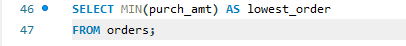 46 SELECT MIN(purch_amt) AS lowest_order
47 FROM orders;